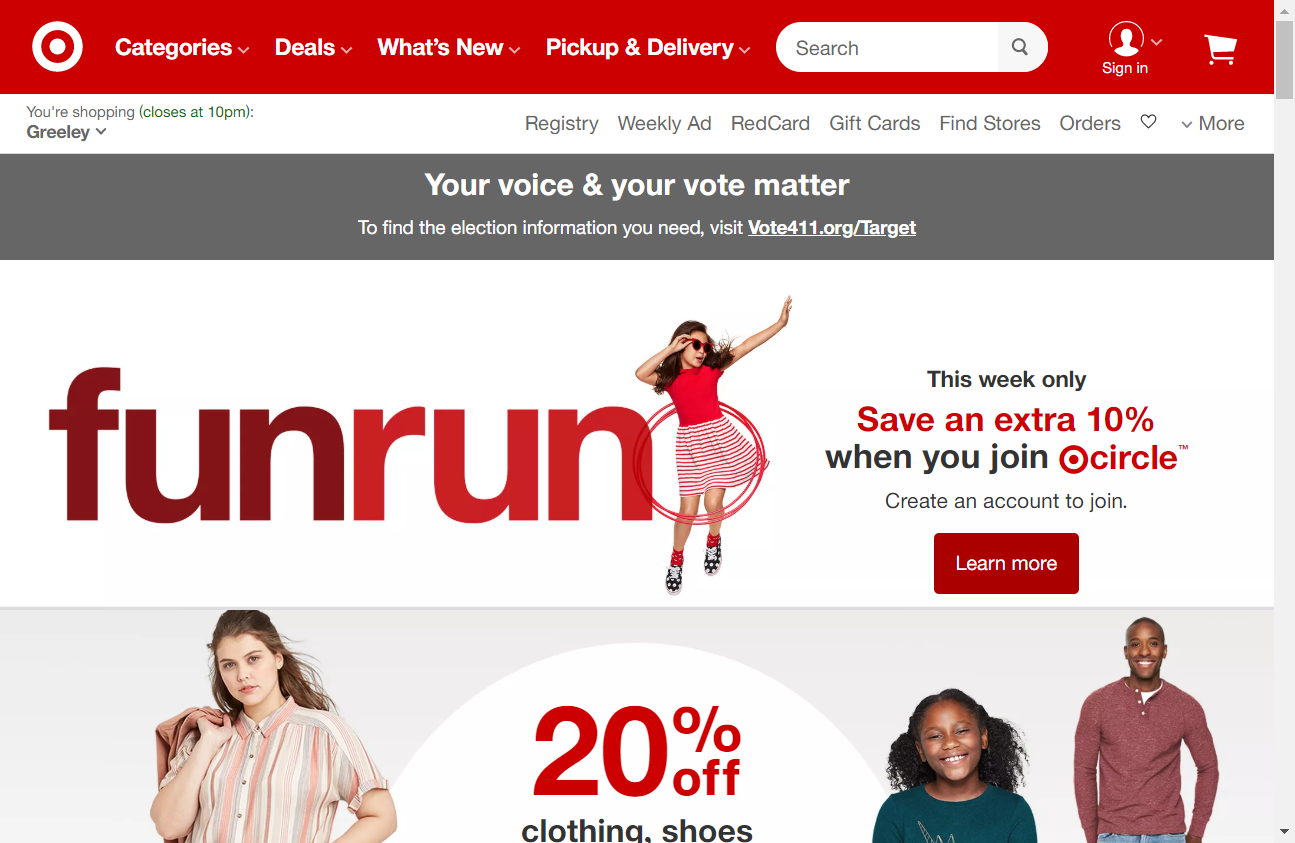 Categories
Deals
What's New
Pickup & Delivery
Search
Sign in
You're shopping (closes at 10pm):
Greeley
Registry
Weekly Ad
RedCard
Gift Cards
Find Stores
Orders
More
Your voice & your vote matter
To find the election information you need, visit Vote411.org/Target
funrun
This week only
Save an extra 10%
when you join circle™
Create an account to join.
Learn more
20%
off
clothing, shoes